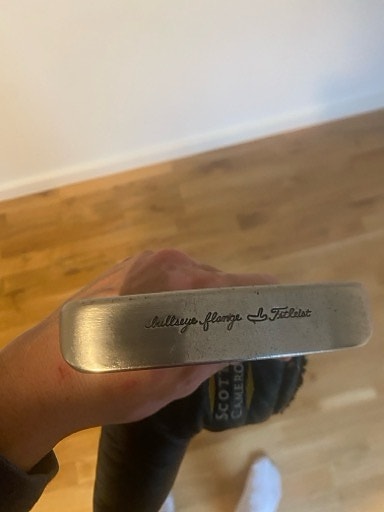 bullseye flange Titleist
SCOTTY
CAMERON